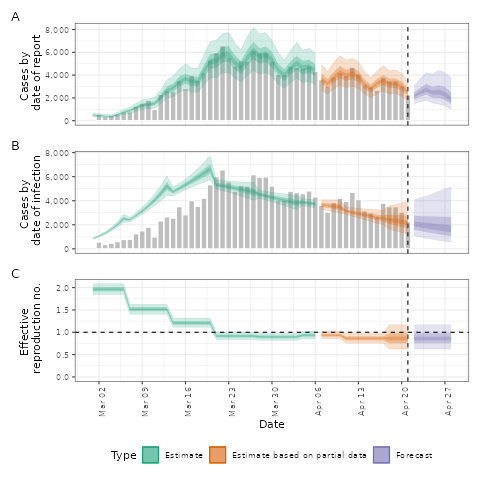 A
Cases by
date of report
8,000
6,000
4,000
2,000
0
B
Cases by
date of infection
8,000
6,000
4,000
2,000
0
C
Effective
reproduction no.
2.0
1.5
1.0
0.5
0.0
Mar 02
Mar 09
Mar 16
Mar 23
Mar 30
Apr 06
Apr 13
Apr 20
Apr 27
Date
Type
Estimate
Estimate based on partial data
Forecast